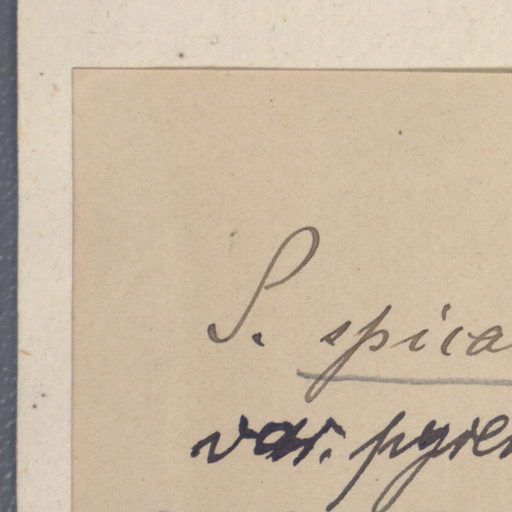 S. spica
var. pyren